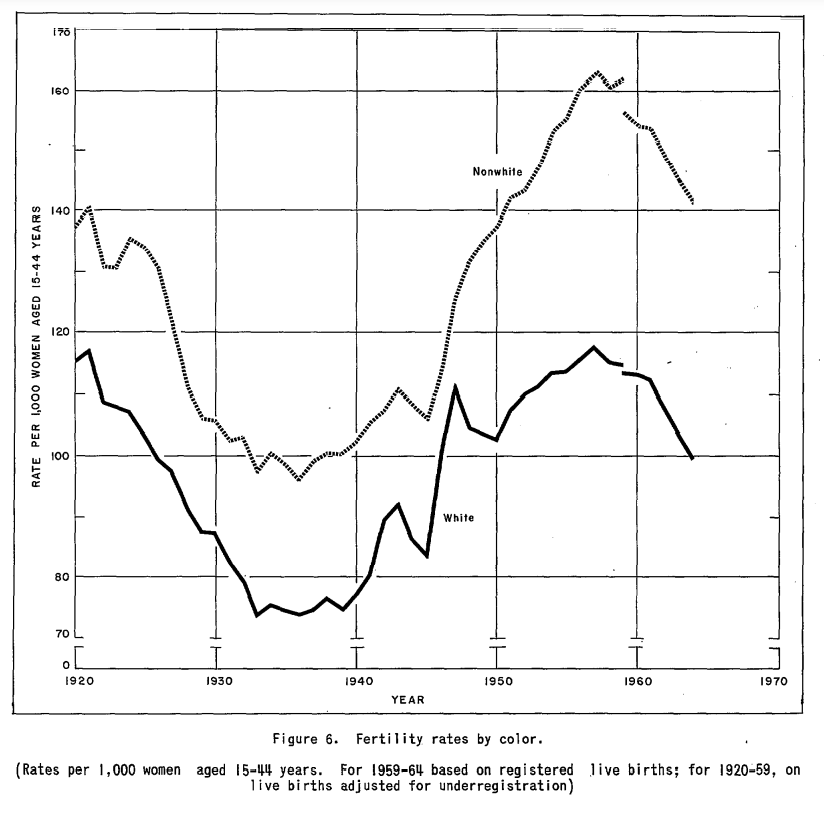 170
160
140
120
100
80
70
0
RATE PER 1,000 WOMEN AGED 15-44 YEARS
Nonwhite
White
1920 1930 1940 1950 1960 1970
YEAR
Figure 6. Fertility rates by color.
(Rates per 1,000 women aged 15-44 years. For 1959-64 based on registered live births; for 1920-59, on
live births adjusted for underregistration)